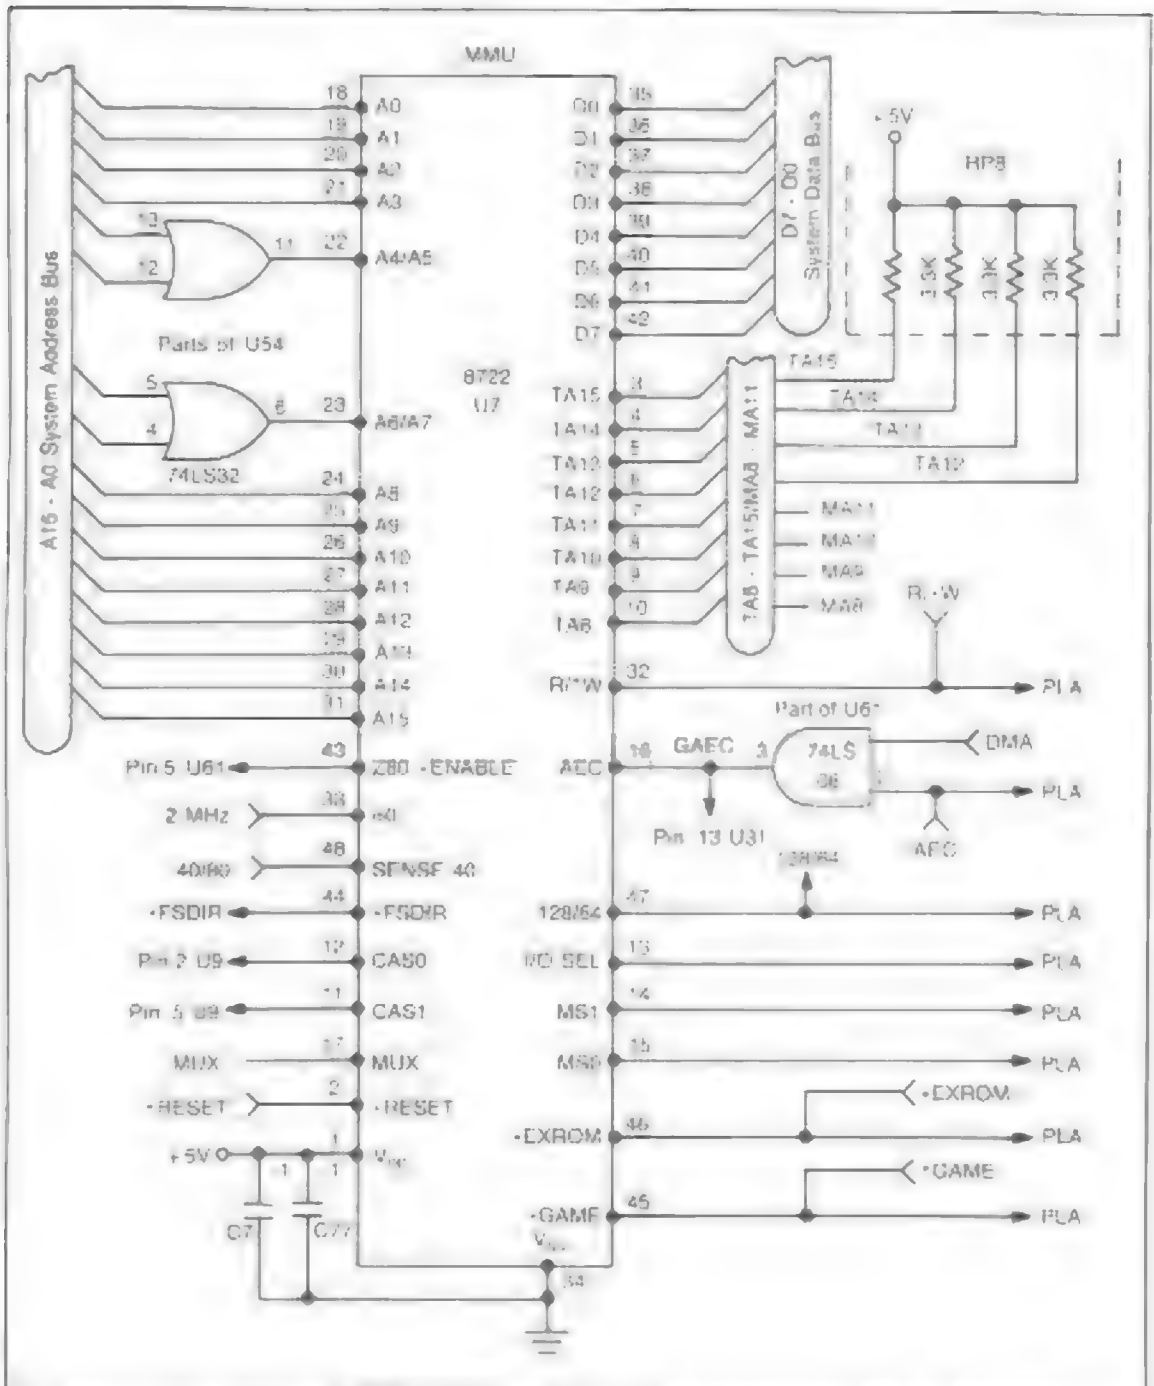 MMU
A15 - A0 System Address Bus
18 A0
19 A1
20 A2
21 A3
13
12
11
22 A4/A5
Parts of U54
5
4
6
23 A6/A7
74LS32
24 A8
25 A9
26 A10
27 A11
28 A12
29 A13
30 A14
31 A15
Pin 5 U61
43 Z80 -ENABLE
2 MHz
33
40/80
48 SENSE 40
*FSDIR
44 *FSDIR
Pin 2 U9
12 CAS0
Pin 5 U9
11 CAS1
MUX
17 MUX
*RESET
2 *RESET
+5V
.1
.1
1
C7
C77
8722
U7
D0 35
D1 36
D2 37
D3 38
D4 39
D5 40
D6 41
D7 42
D7 - D0
System Data Bus
+5V
RP8
3.3K
3.3K
3.3K
TA15 3
TA14 4
TA13 5
TA12 6
TA11 7
TA10 8
TA9 9
TA8 10
TA8 - TA15/MA8 - MA11
TA15
TA14
TA13
TA12
MA11
MA10
MA9
MA8
R/*W
R/*W 32
PLA
Part of U61
AEC 16
GAEC
3
74LS
08
DMA
PLA
AEC
Pin 13 U31
128/64
128/64 47
PLA
I/O SEL 13
PLA
MS1 14
PLA
MS0 15
PLA
*EXROM
*EXROM 46
PLA
*GAME
*GAME 45
PLA
34